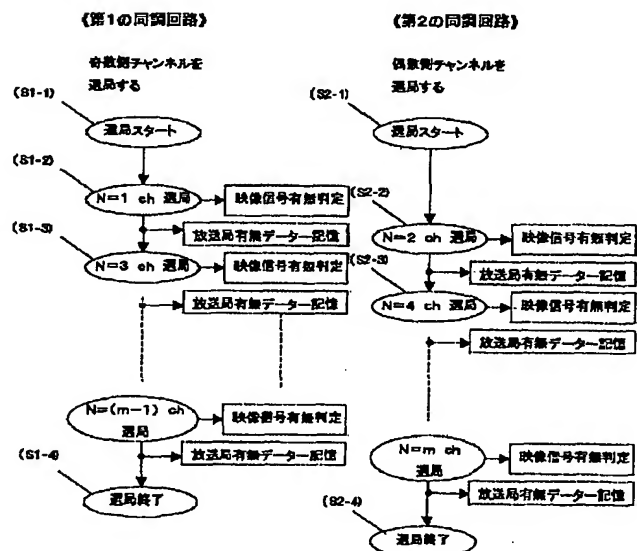 《第1の同調回路》
奇数側チャンネルを
選局する
(S1-1)
選局スタート
(S1-2)
N=1 ch 選局
映像信号有無判定
放送局有無データー記憶
(S1-3)
N=3 ch 選局
映像信号有無判定
放送局有無データー記憶
N=(m-1) ch
選局
映像信号有無判定
放送局有無データー記憶
(S1-4)
選局終了
《第2の同調回路》
偶数側チャンネルを
選局する
(S2-1)
選局スタート
(S2-2)
N=2 ch 選局
映像信号有無判定
放送局有無データー記憶
(S2-3)
N=4 ch 選局
映像信号有無判定
放送局有無データー記憶
N=m ch
選局
映像信号有無判定
放送局有無データー記憶
(S2-4)
選局終了